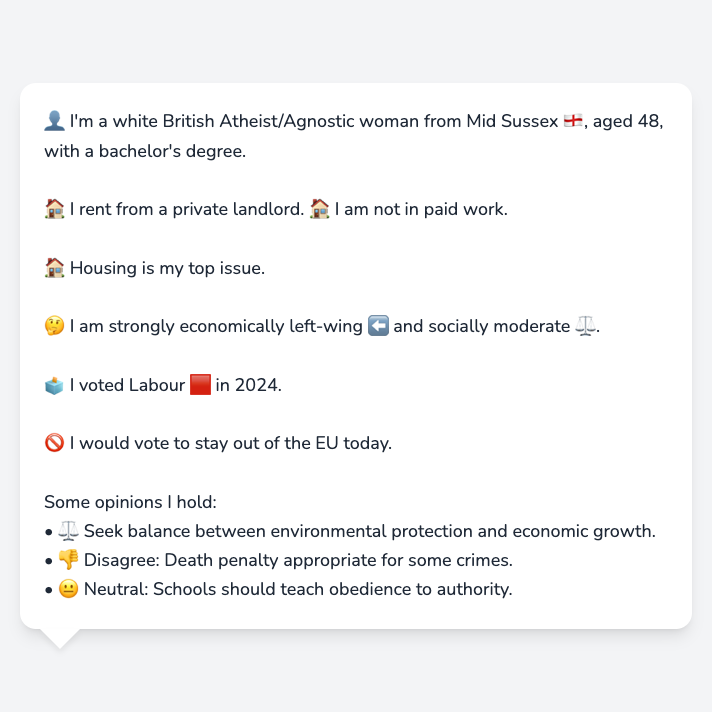 👤 I'm a white British Atheist/Agnostic woman from Mid Sussex 🏴󠁧󠁢󠁥󠁮󠁧󠁿, aged 48,
with a bachelor's degree.
🏠 I rent from a private landlord. 🏠 I am not in paid work.
🏠 Housing is my top issue.
🤔 I am strongly economically left-wing ⬅️ and socially moderate ⚖️.
🗳️ I voted Labour 🟥 in 2024.
🚫 I would vote to stay out of the EU today.
Some opinions I hold:
• ⚖️ Seek balance between environmental protection and economic growth.
• 👎 Disagree: Death penalty appropriate for some crimes.
• 😐 Neutral: Schools should teach obedience to authority.